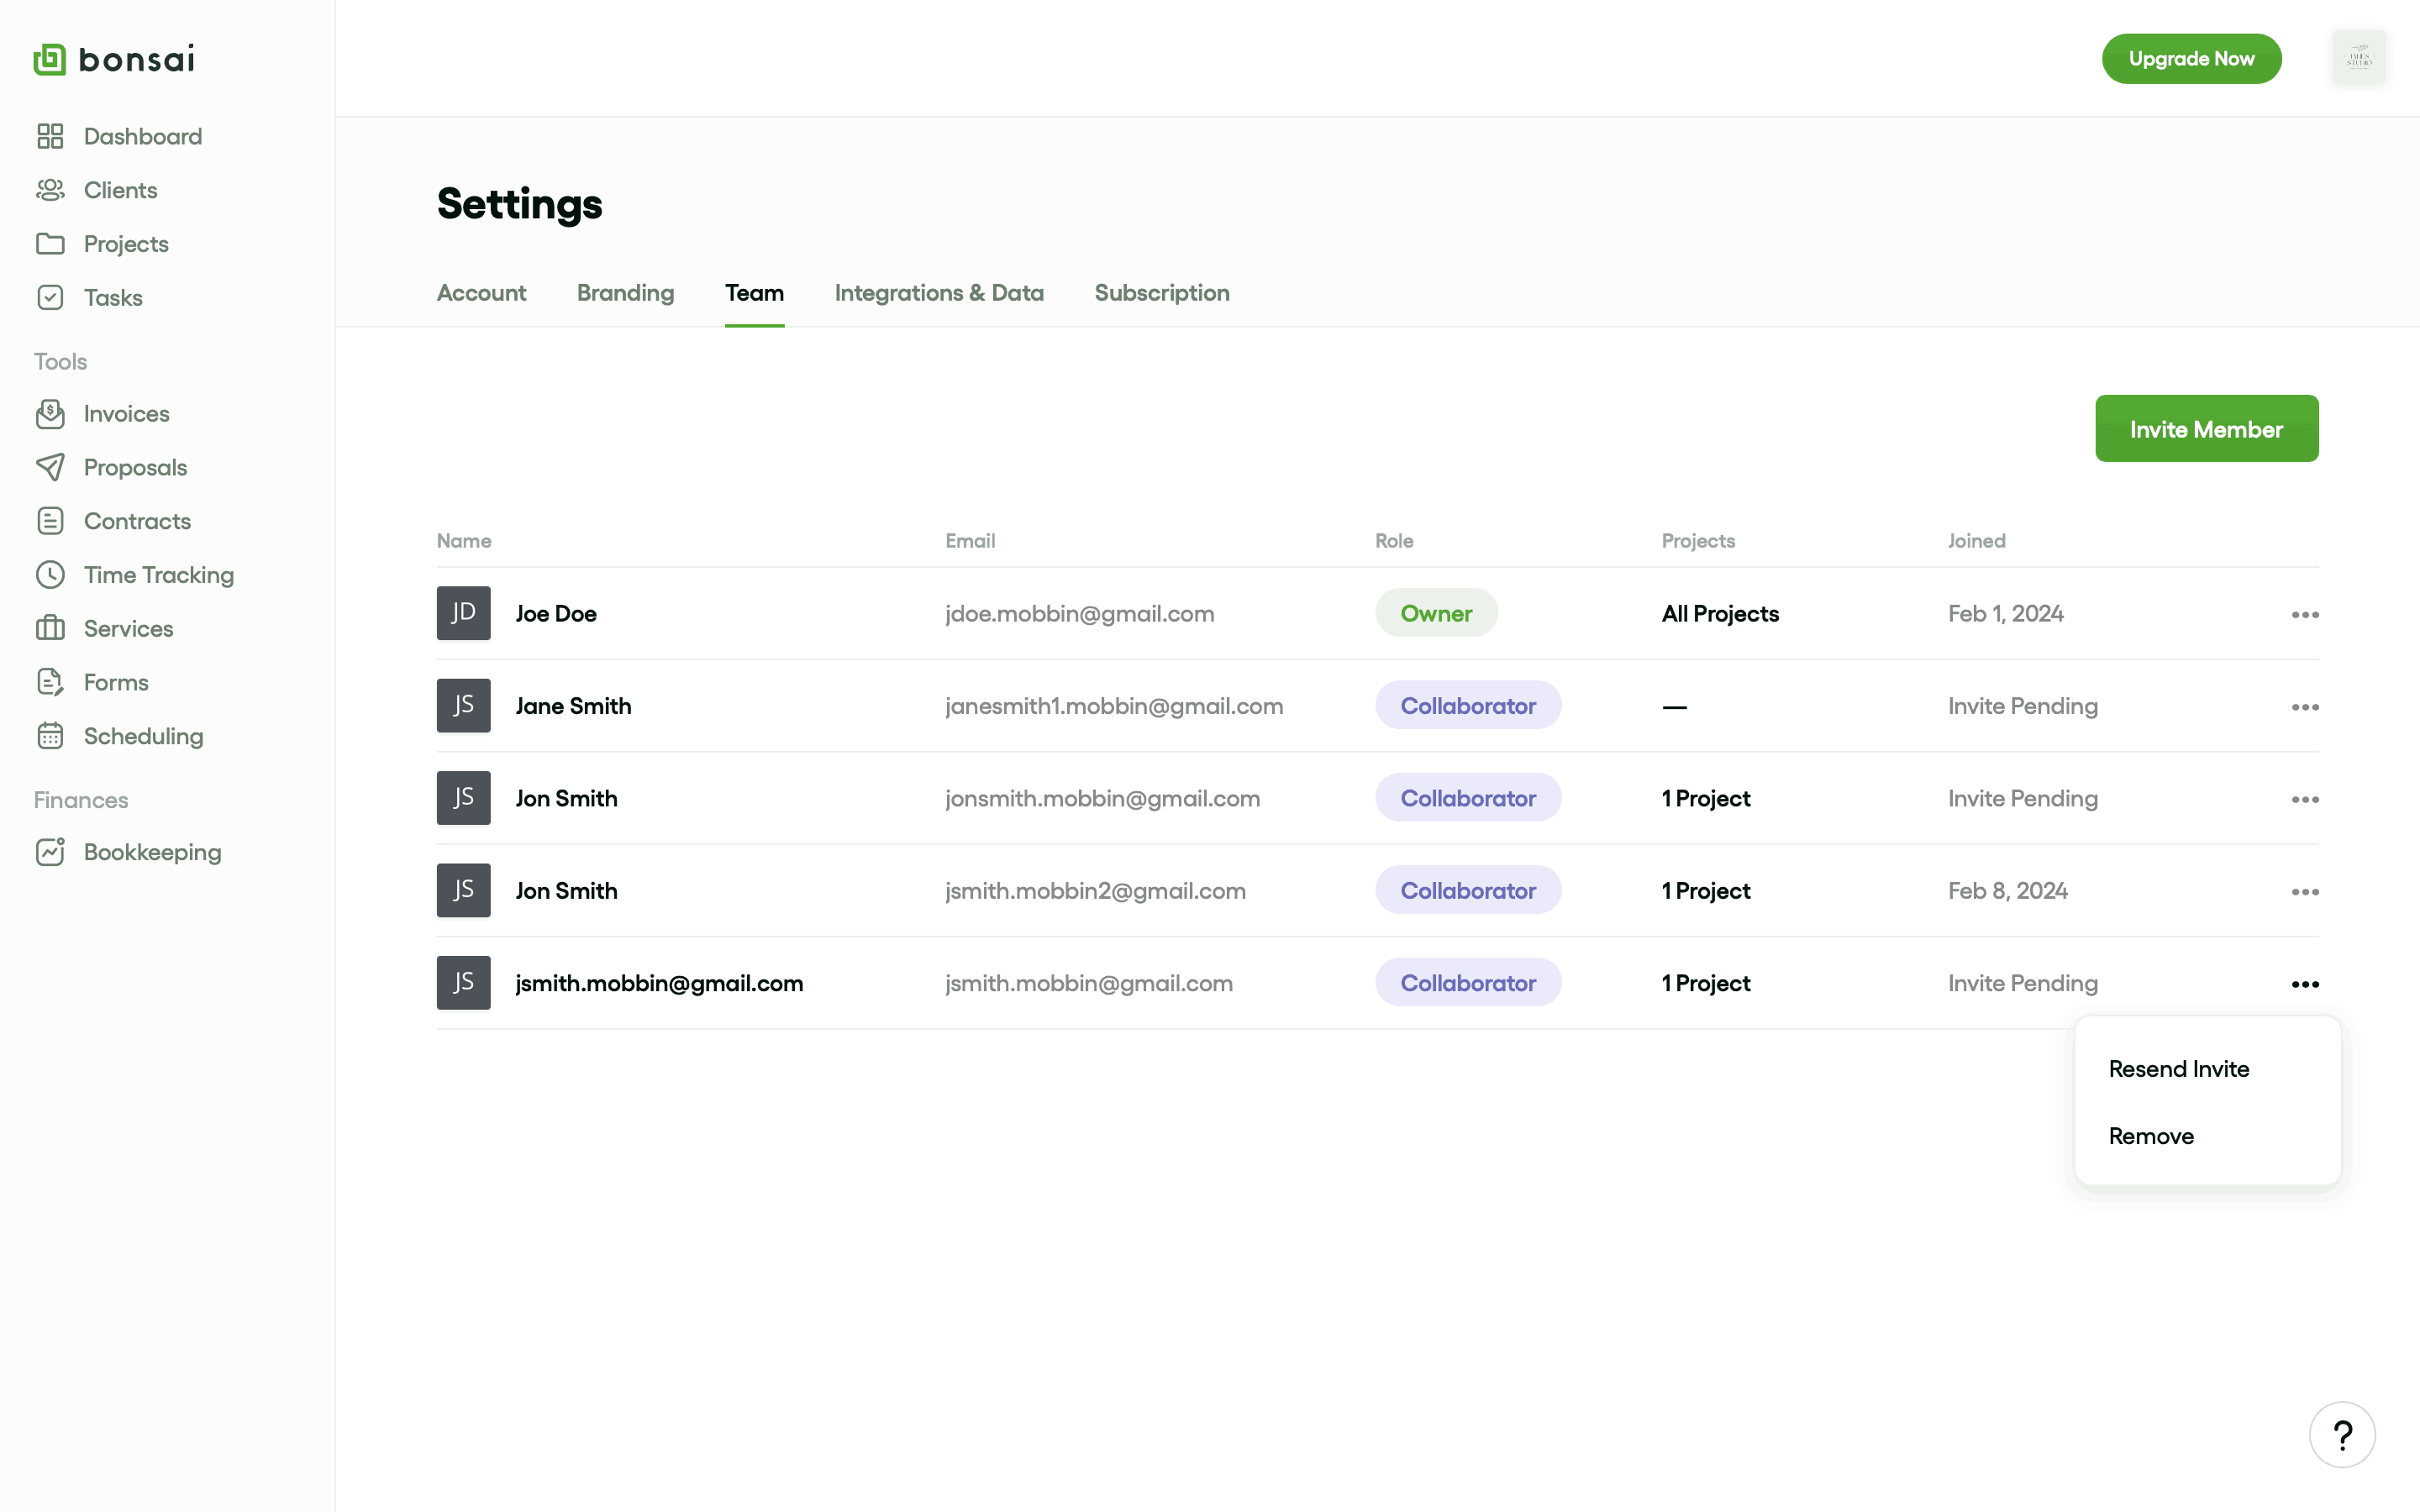 bonsai
Upgrade Now
Dashboard
Clients
Projects
Tasks
Tools
Invoices
Proposals
Contracts
Time Tracking
Services
Forms
Scheduling
Finances
Bookkeeping
Settings
Account Branding Team Integrations & Data Subscription
Invite Member
Name Email Role Projects Joined
JD Joe Doe jdoe.mobbin@gmail.com Owner All Projects Feb 1, 2024
JS Jane Smith janesmith1.mobbin@gmail.com Collaborator — Invite Pending
JS Jon Smith jonsmith.mobbin@gmail.com Collaborator 1 Project Invite Pending
JS Jon Smith jsmith.mobbin2@gmail.com Collaborator 1 Project Feb 8, 2024
JS jsmith.mobbin@gmail.com jsmith.mobbin@gmail.com Collaborator 1 Project Invite Pending
Resend Invite
Remove
?